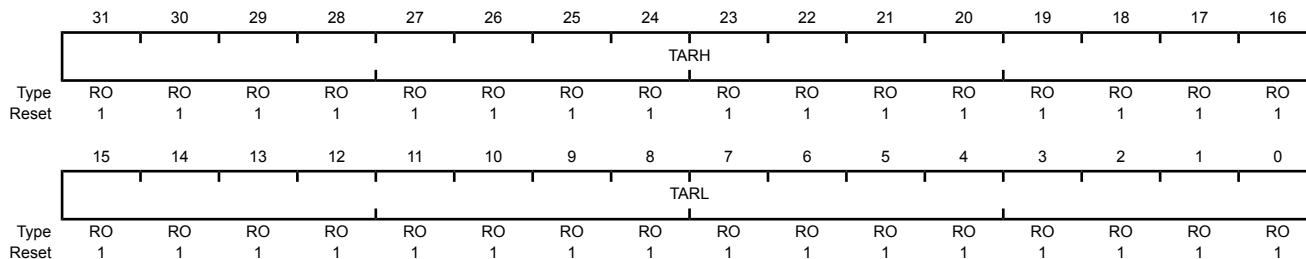 31 30 29 28 27 26 25 24 23 22 21 20 19 18 17 16
TARH
Type RO RO RO RO RO RO RO RO RO RO RO RO RO RO RO RO
Reset 1 1 1 1 1 1 1 1 1 1 1 1 1 1 1 1
15 14 13 12 11 10 9 8 7 6 5 4 3 2 1 0
TARL
Type RO RO RO RO RO RO RO RO RO RO RO RO RO RO RO RO
Reset 1 1 1 1 1 1 1 1 1 1 1 1 1 1 1 1